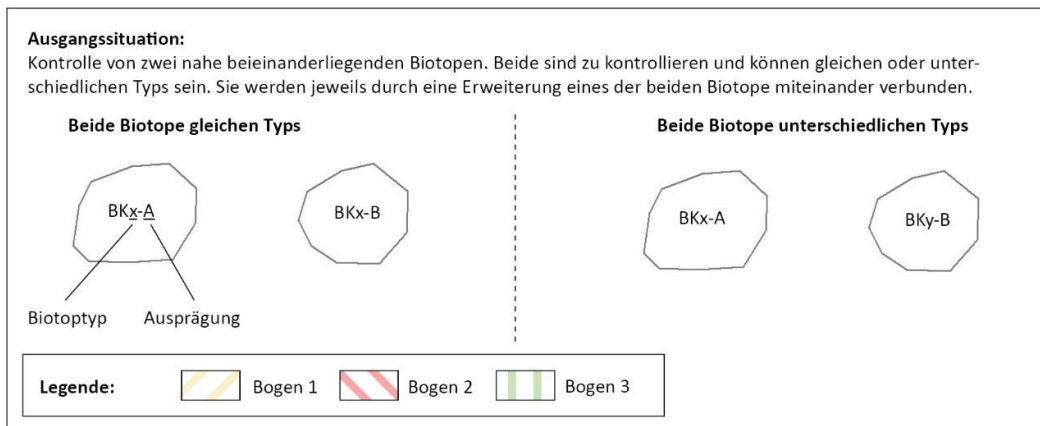 Ausgangssituation:
Kontrolle von zwei nahe beieinanderliegenden Biotopen. Beide sind zu kontrollieren und können gleichen oder unter-
schiedlichen Typs sein. Sie werden jeweils durch eine Erweiterung eines der beiden Biotope miteinander verbunden.
Beide Biotope gleichen Typs
Beide Biotope unterschiedlichen Typs
BKx-A
BKx-B
BKx-A
BKy-B
Biotoptyp
Ausprägung
Legende:
Bogen 1
Bogen 2
Bogen 3